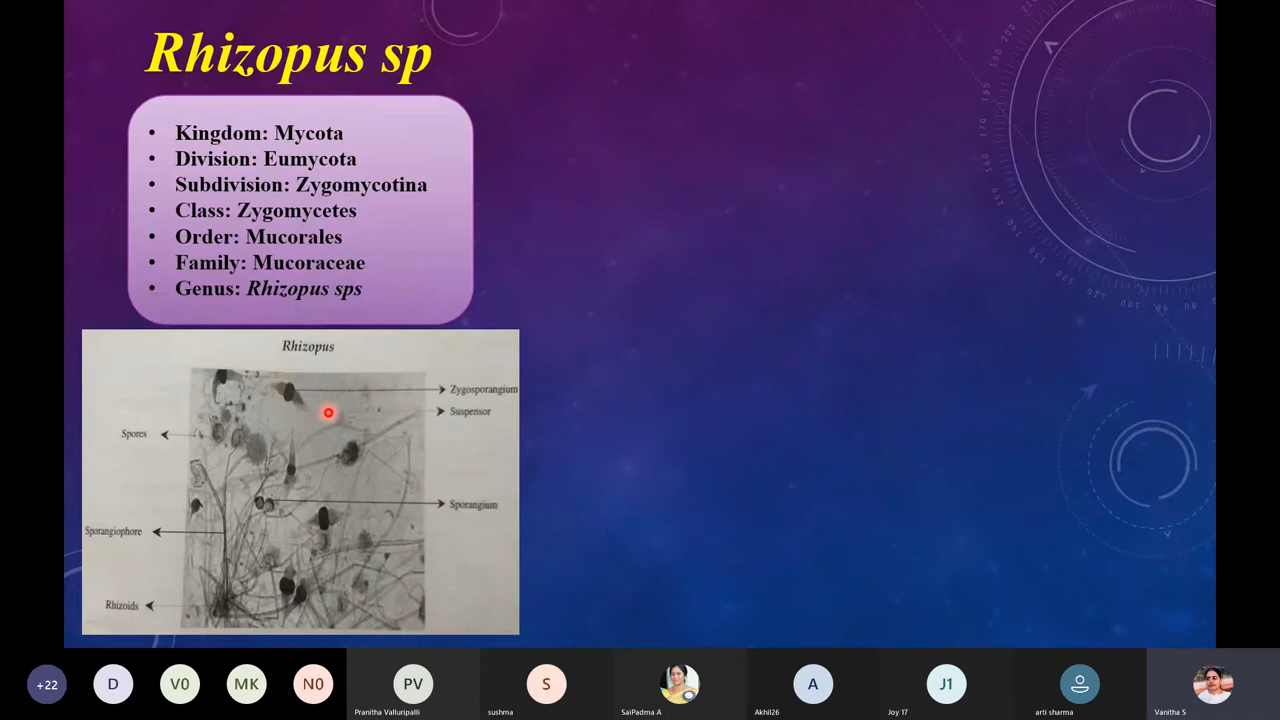 Rhizopus sp
• Kingdom: Mycota
• Division: Eumycota
• Subdivision: Zygomycotina
• Class: Zygomycetes
• Order: Mucorales
• Family: Mucoraceae
• Genus: Rhizopus sps
Rhizopus
Zygosporangium
Suspensor
Spores
Sporangium
Sporangiophore
Rhizoids
+22
D
V0
MK
N0
PV
S
A
J1
Pranitha Valluripalli
sushma
SaiPadma A
Akhil26
Joy 17
arti sharma
Vanitha S